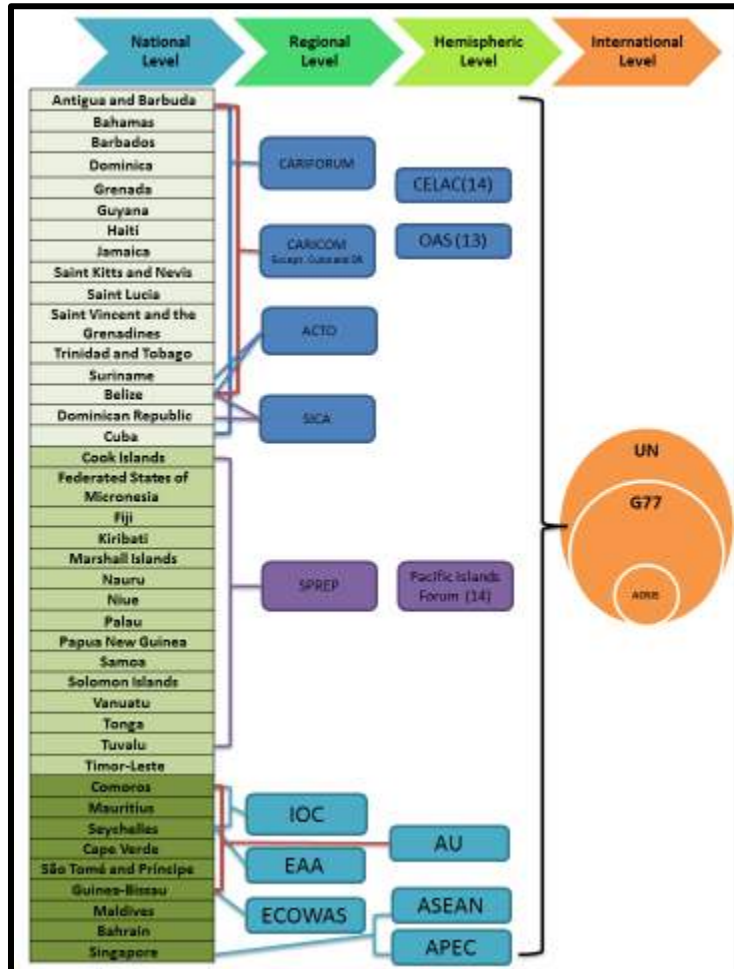 National
Level
Regional
Level
Hemispheric
Level
International
Level
Antigua and Barbuda
Bahamas
Barbados
Dominica
Grenada
Guyana
Haiti
Jamaica
Saint Kitts and Nevis
Saint Lucia
Saint Vincent and the
Grenadines
Trinidad and Tobago
Suriname
Belize
Dominican Republic
Cuba
Cook Islands
Federated States of
Micronesia
Fiji
Kiribati
Marshall Islands
Nauru
Niue
Palau
Papua New Guinea
Samoa
Solomon Islands
Vanuatu
Tonga
Tuvalu
Timor-Leste
Comoros
Mauritius
Seychelles
Cape Verde
São Tomé and Príncipe
Guinea-Bissau
Maldives
Bahrain
Singapore
CARIFORUM
CARICOM
Except Cuba and DR
ACTO
SICA
SPREP
IOC
EAA
ECOWAS
CELAC(14)
OAS (13)
Pacific Islands
Forum (14)
AU
ASEAN
APEC
UN
G77
AOSIS